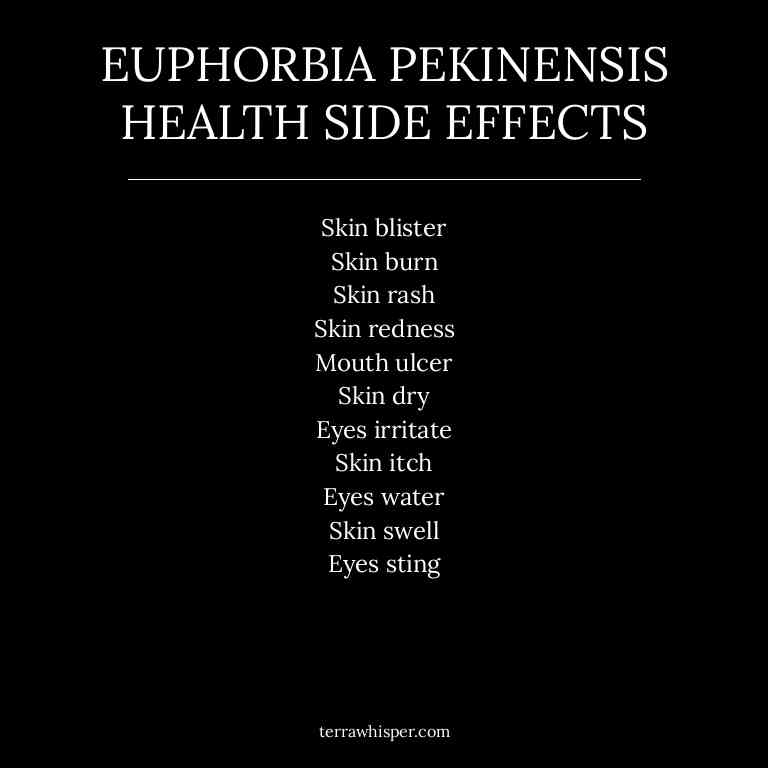 EUPHORBIA PEKINENSIS
HEALTH SIDE EFFECTS
Skin blister
Skin burn
Skin rash
Skin redness
Mouth ulcer
Skin dry
Eyes irritate
Skin itch
Eyes water
Skin swell
Eyes sting
terrawhisper.com